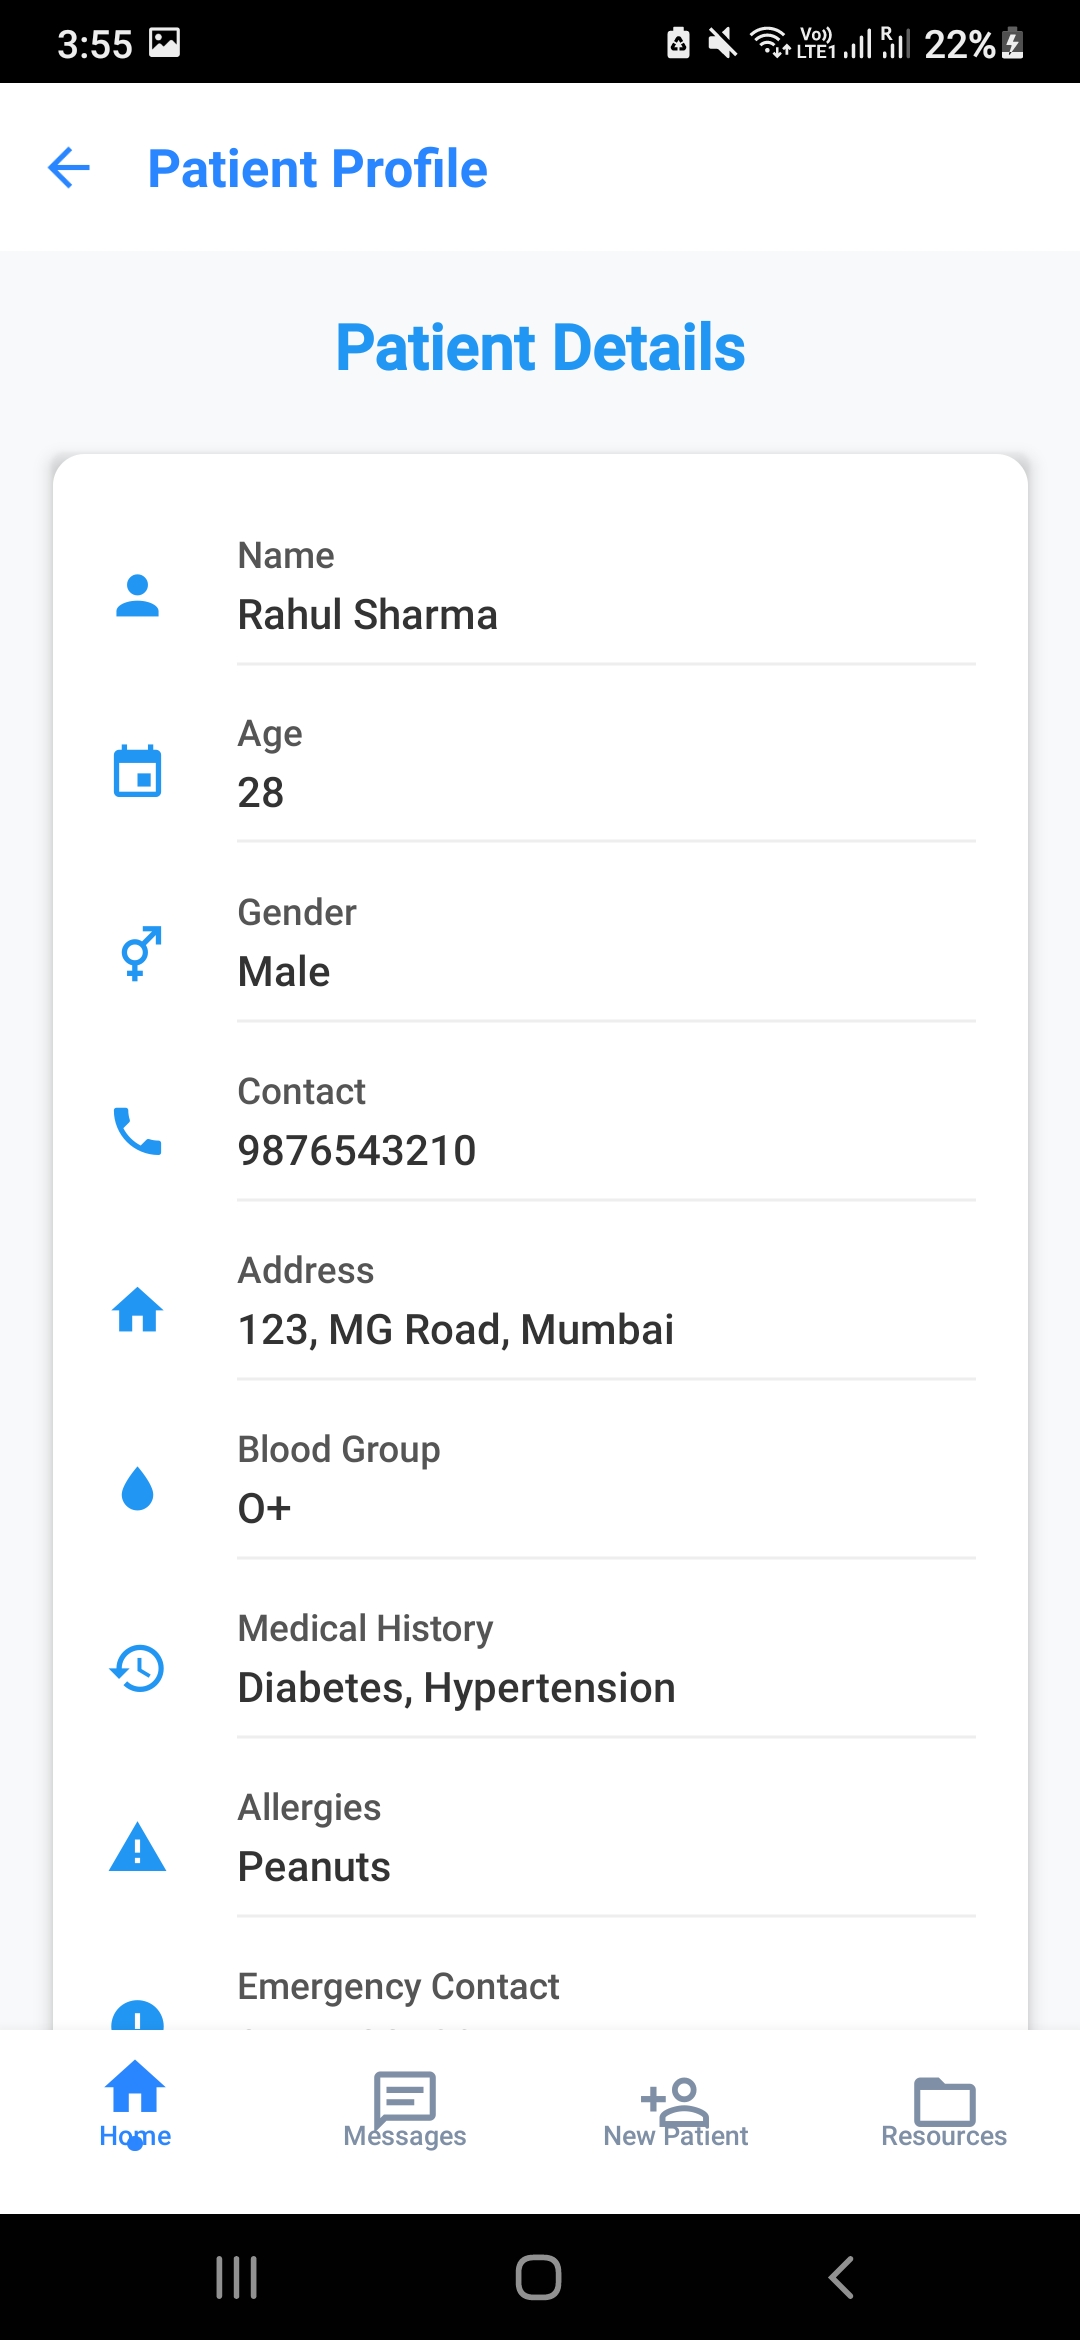 3:55
Vo))
LTE1
R
22%
Patient Profile
Patient Details
Name
Rahul Sharma
Age
28
Gender
Male
Contact
9876543210
Address
123, MG Road, Mumbai
Blood Group
O+
Medical History
Diabetes, Hypertension
Allergies
Peanuts
Emergency Contact
Home
Messages
New Patient
Resources